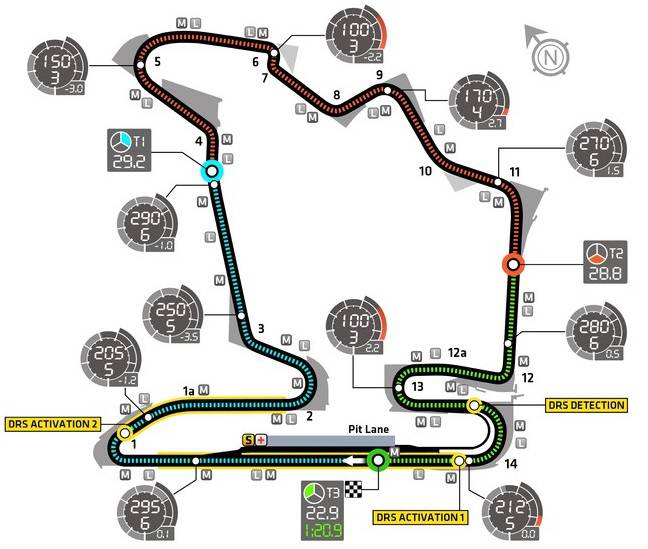 M L
L M
100
3
-2.2
150
3
-3.0
5
6
7
9
170
4
2.7
M L
8
M L
M L
M
L
4
T1
29.2
M
L
10
270
6
1.5
11
L M
290
6
-1.0
M
L
M
N
T2
28.8
M
L
250
5
-3.5
3
M
L
100
3
2.2
280
6
0.5
205
5
-1.2
M L
12a
12
13
M L
M
1a
M
M
L
2
M L
DRS DETECTION
DRS ACTIVATION 2
1
Pit Lane
S +
M
L
14
M
L M
M L
295
6
0.1
T3
22.9
1:20.9
DRS ACTIVATION 1
212
5
0.0